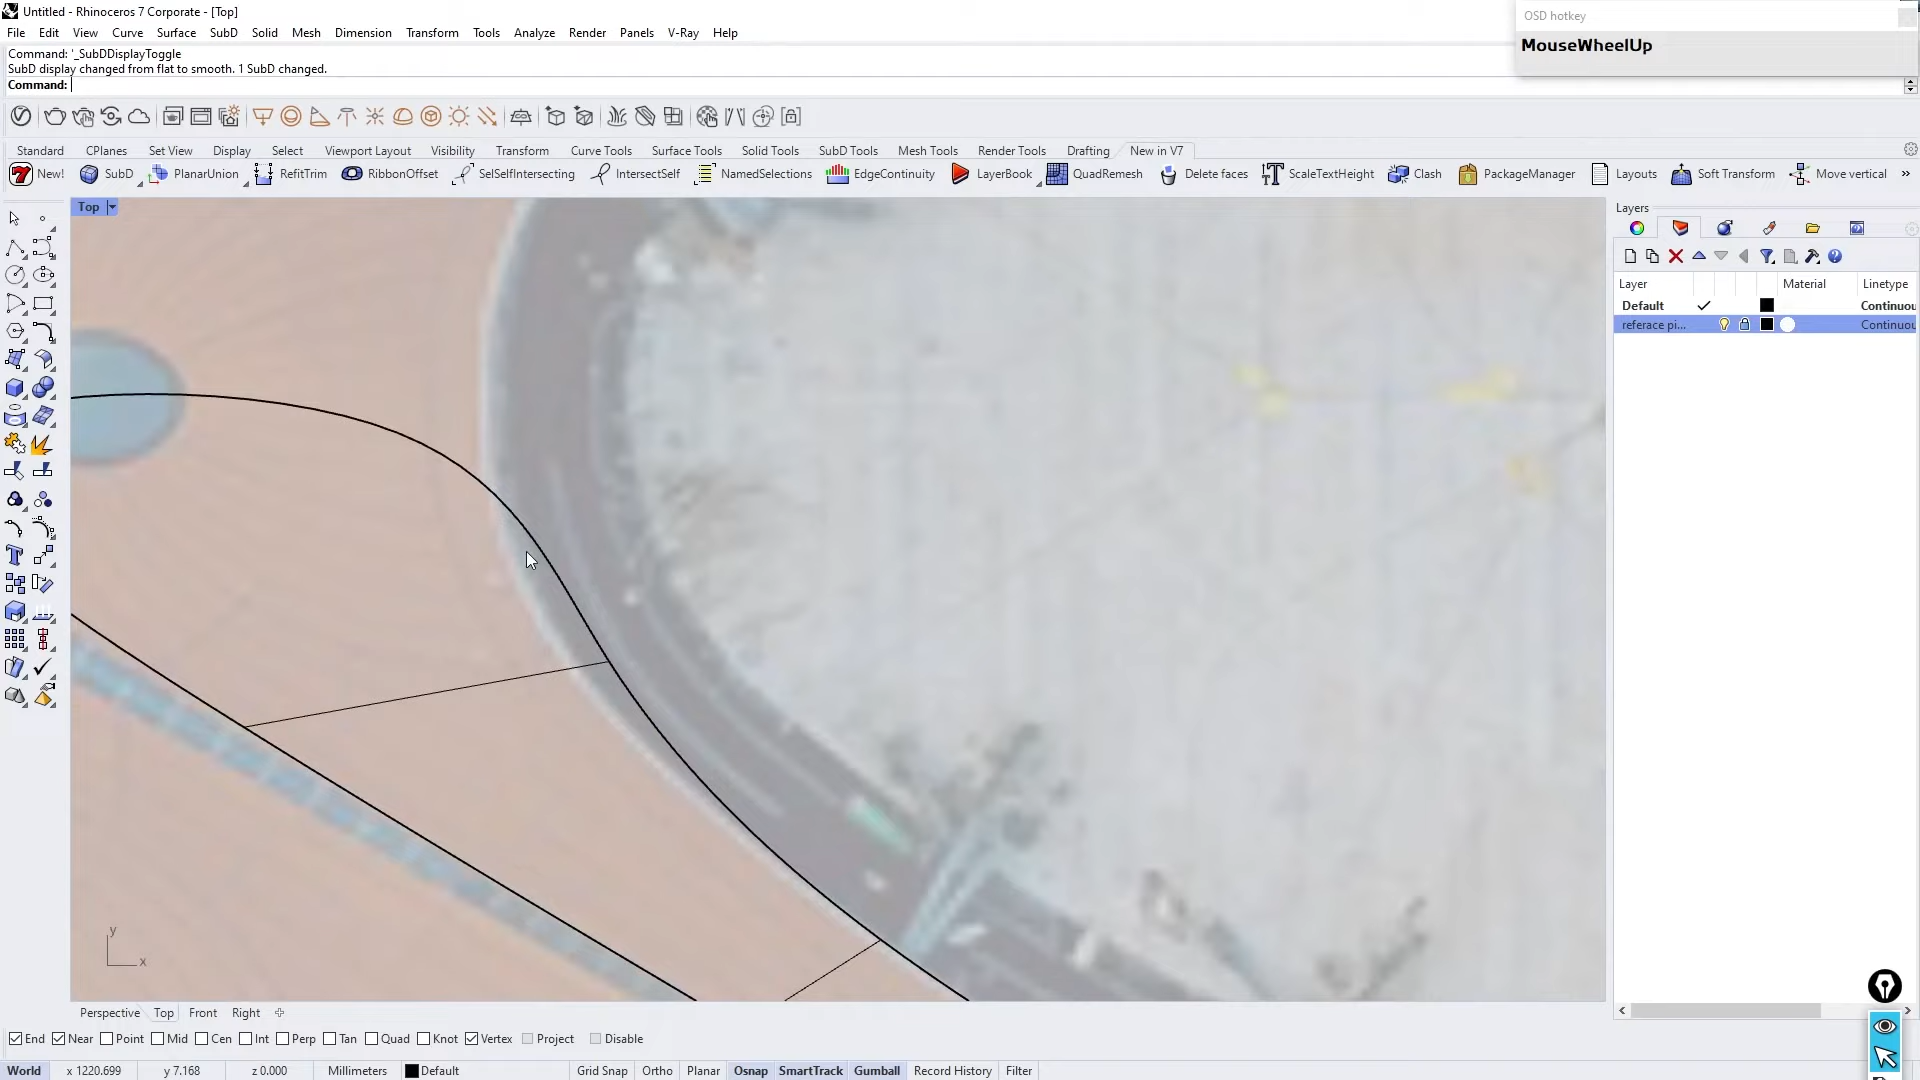 Untitled - Rhinoceros 7 Corporate - [Top]
OSD hotkey
File Edit View Curve Surface SubD Solid Mesh Dimension Transform Tools Analyze Render Panels V-Ray Help
MouseWheelUp
Command: '_SubDDisplayToggle
SubD display changed from flat to smooth. 1 SubD changed.
Command:
Standard CPlanes Set View Display Select Viewport Layout Visibility Transform Curve Tools Surface Tools Solid Tools SubD Tools Mesh Tools Render Tools Drafting New in V7
7 New! SubD PlanarUnion RefitTrim RibbonOffset SelSelfIntersecting IntersectSelf NamedSelections EdgeContinuity LayerBook QuadRemesh Delete faces ScaleTextHeight Clash PackageManager Layouts Soft Transform Move vertical »
Top
Layers
Layer Material Linetype
Default Continuou
referace pi... Continuou
y
x
Perspective Top Front Right
End Near Point Mid Cen Int Perp Tan Quad Knot Vertex Project Disable
World x 1220.699 y 7.168 z 0.000 Millimeters Default Grid Snap Ortho Planar Osnap SmartTrack Gumball Record History Filter